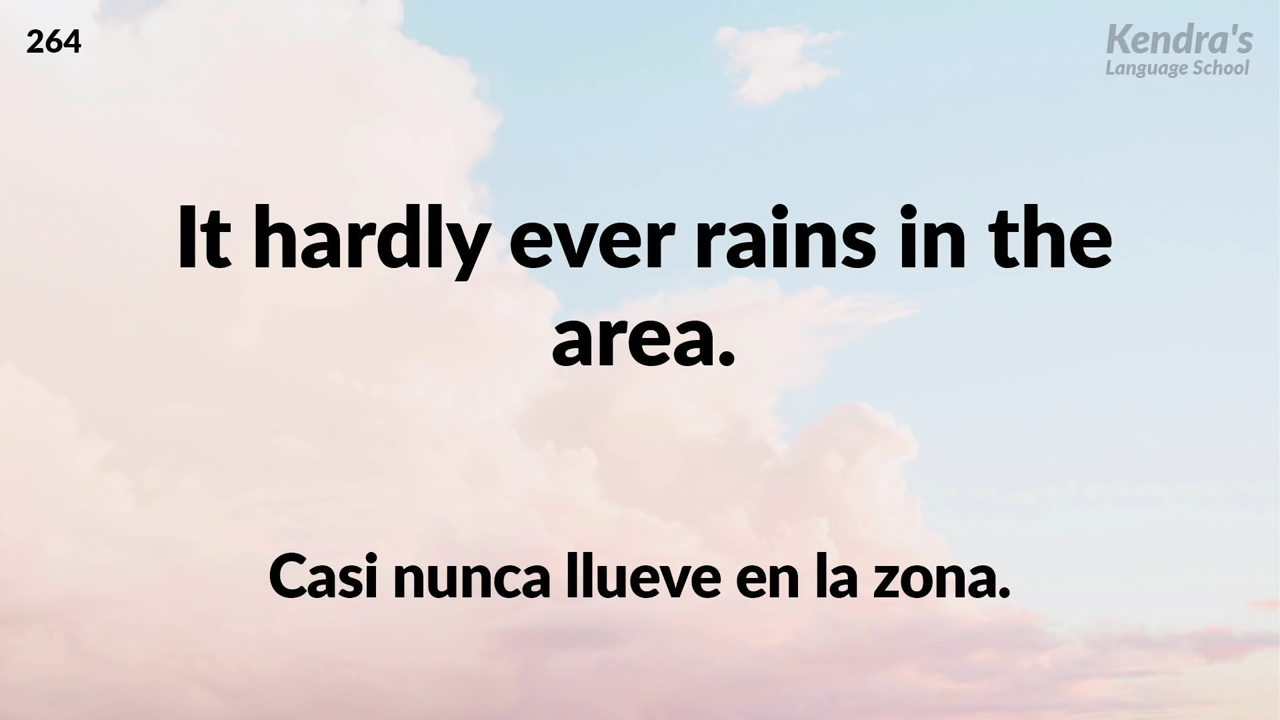 264
Kendra's
Language School
It hardly ever rains in the
area.
Casi nunca llueve en la zona.